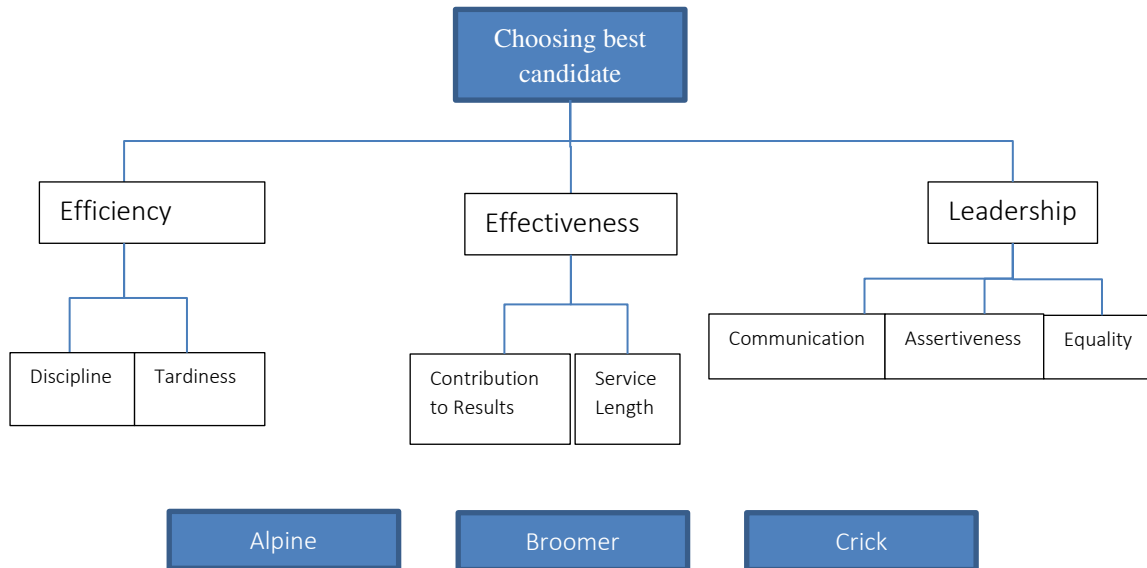 Choosing best
candidate
Efficiency
Effectiveness
Leadership
Discipline
Tardiness
Contribution
to Results
Service
Length
Communication
Assertiveness
Equality
Alpine
Broomer
Crick